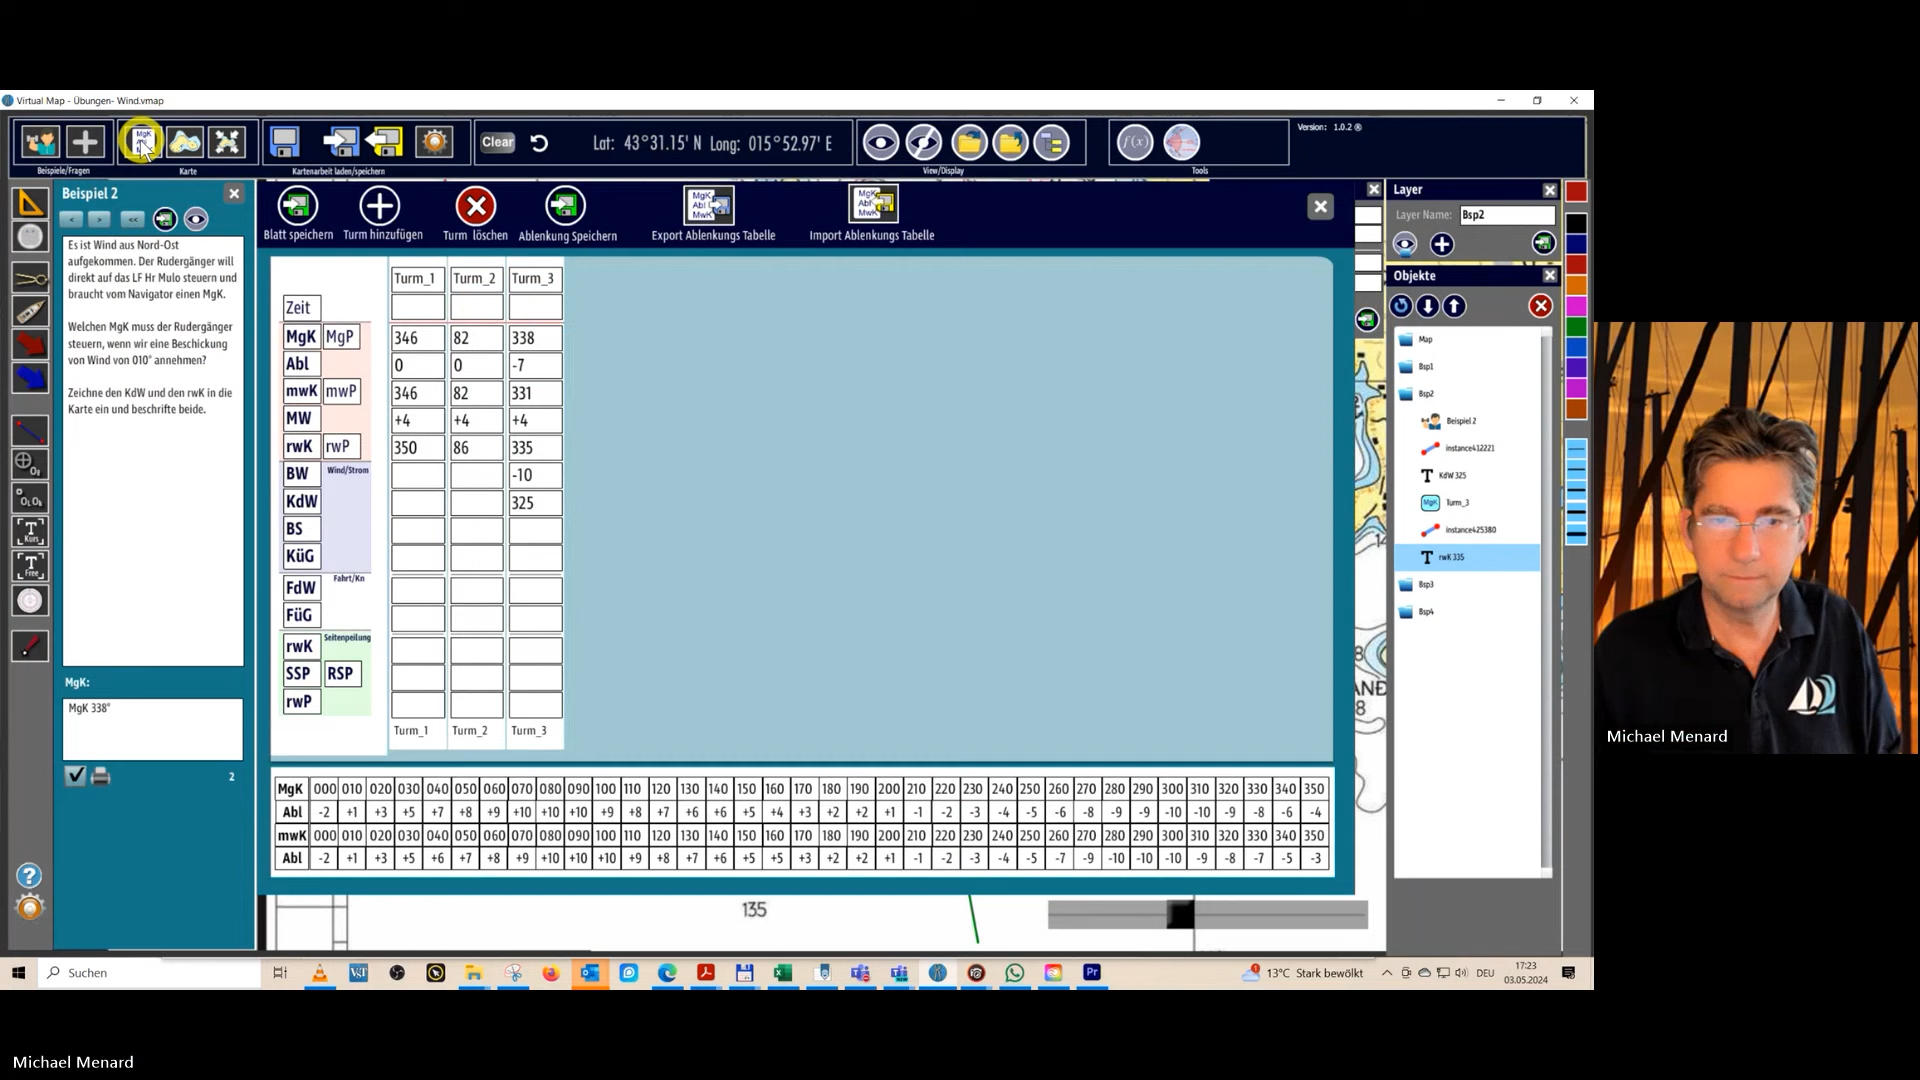 Virtual Map - Übungen- Wind.vmap
Beispiele/Fragen
MgK
Karte
Kartenarbeit laden/speichern
Clear
Lat: 43°31.15' N Long: 015°52.97' E
View/Display
f(x)
Tools
Version: 1.0.2 ®
Beispiel 2
<
>
<<
Es ist Wind aus Nord-Ost
aufgekommen. Der Rudergänger will
direkt auf das LF Hr Mulo steuern und
braucht vom Navigator einen MgK.
Welchen MgK muss der Rudergänger
steuern, wenn wir eine Beschickung
von Wind von 010° annehmen?
Zeichne den KdW und den rwK in die
Karte ein und beschrifte beide.
MgK:
MgK 338°
2
Kurs
Free
Blatt speichern
Turm hinzufügen
Turm löschen
Ablenkung Speichern
MgK Abl MwK
Export Ablenkungs Tabelle
MgK Abl MwK
Import Ablenkungs Tabelle
Turm_1 Turm_2 Turm_3
Zeit
MgK MgP 346 82 338
Abl 0 0 -7
mwK mwP 346 82 331
MW +4 +4 +4
rwK rwP 350 86 335
BW Wind/Strom -10
KdW 325
BS
KüG
Fahrt/Kn
FdW
FüG
rwK Seitenpeilung
SSP RSP
rwP
Turm_1 Turm_2 Turm_3
MgK 000 010 020 030 040 050 060 070 080 090 100 110 120 130 140 150 160 170 180 190 200 210 220 230 240 250 260 270 280 290 300 310 320 330 340 350
Abl -2 +1 +3 +5 +7 +8 +9 +10 +10 +10 +9 +8 +7 +6 +6 +5 +4 +3 +2 +2 +1 -1 -2 -3 -4 -5 -6 -8 -9 -9 -10 -10 -9 -8 -6 -4
mwK 000 010 020 030 040 050 060 070 080 090 100 110 120 130 140 150 160 170 180 190 200 210 220 230 240 250 260 270 280 290 300 310 320 330 340 350
Abl -2 +1 +3 +5 +6 +7 +8 +9 +10 +10 +10 +9 +8 +7 +6 +5 +5 +3 +2 +2 +1 -1 -2 -3 -4 -5 -7 -9 -10 -10 -10 -9 -8 -7 -5 -3
135
Layer
Layer Name: Bsp2
Objekte
Map
Bsp1
Bsp2
Beispiel 2
instance412221
KdW 325
MgK Turm_3
instance425380
rwK 335
Bsp3
Bsp4
8
Suchen
13°C Stark bewölkt
DEU
17:23
03.05.2024
Michael Menard
Michael Menard